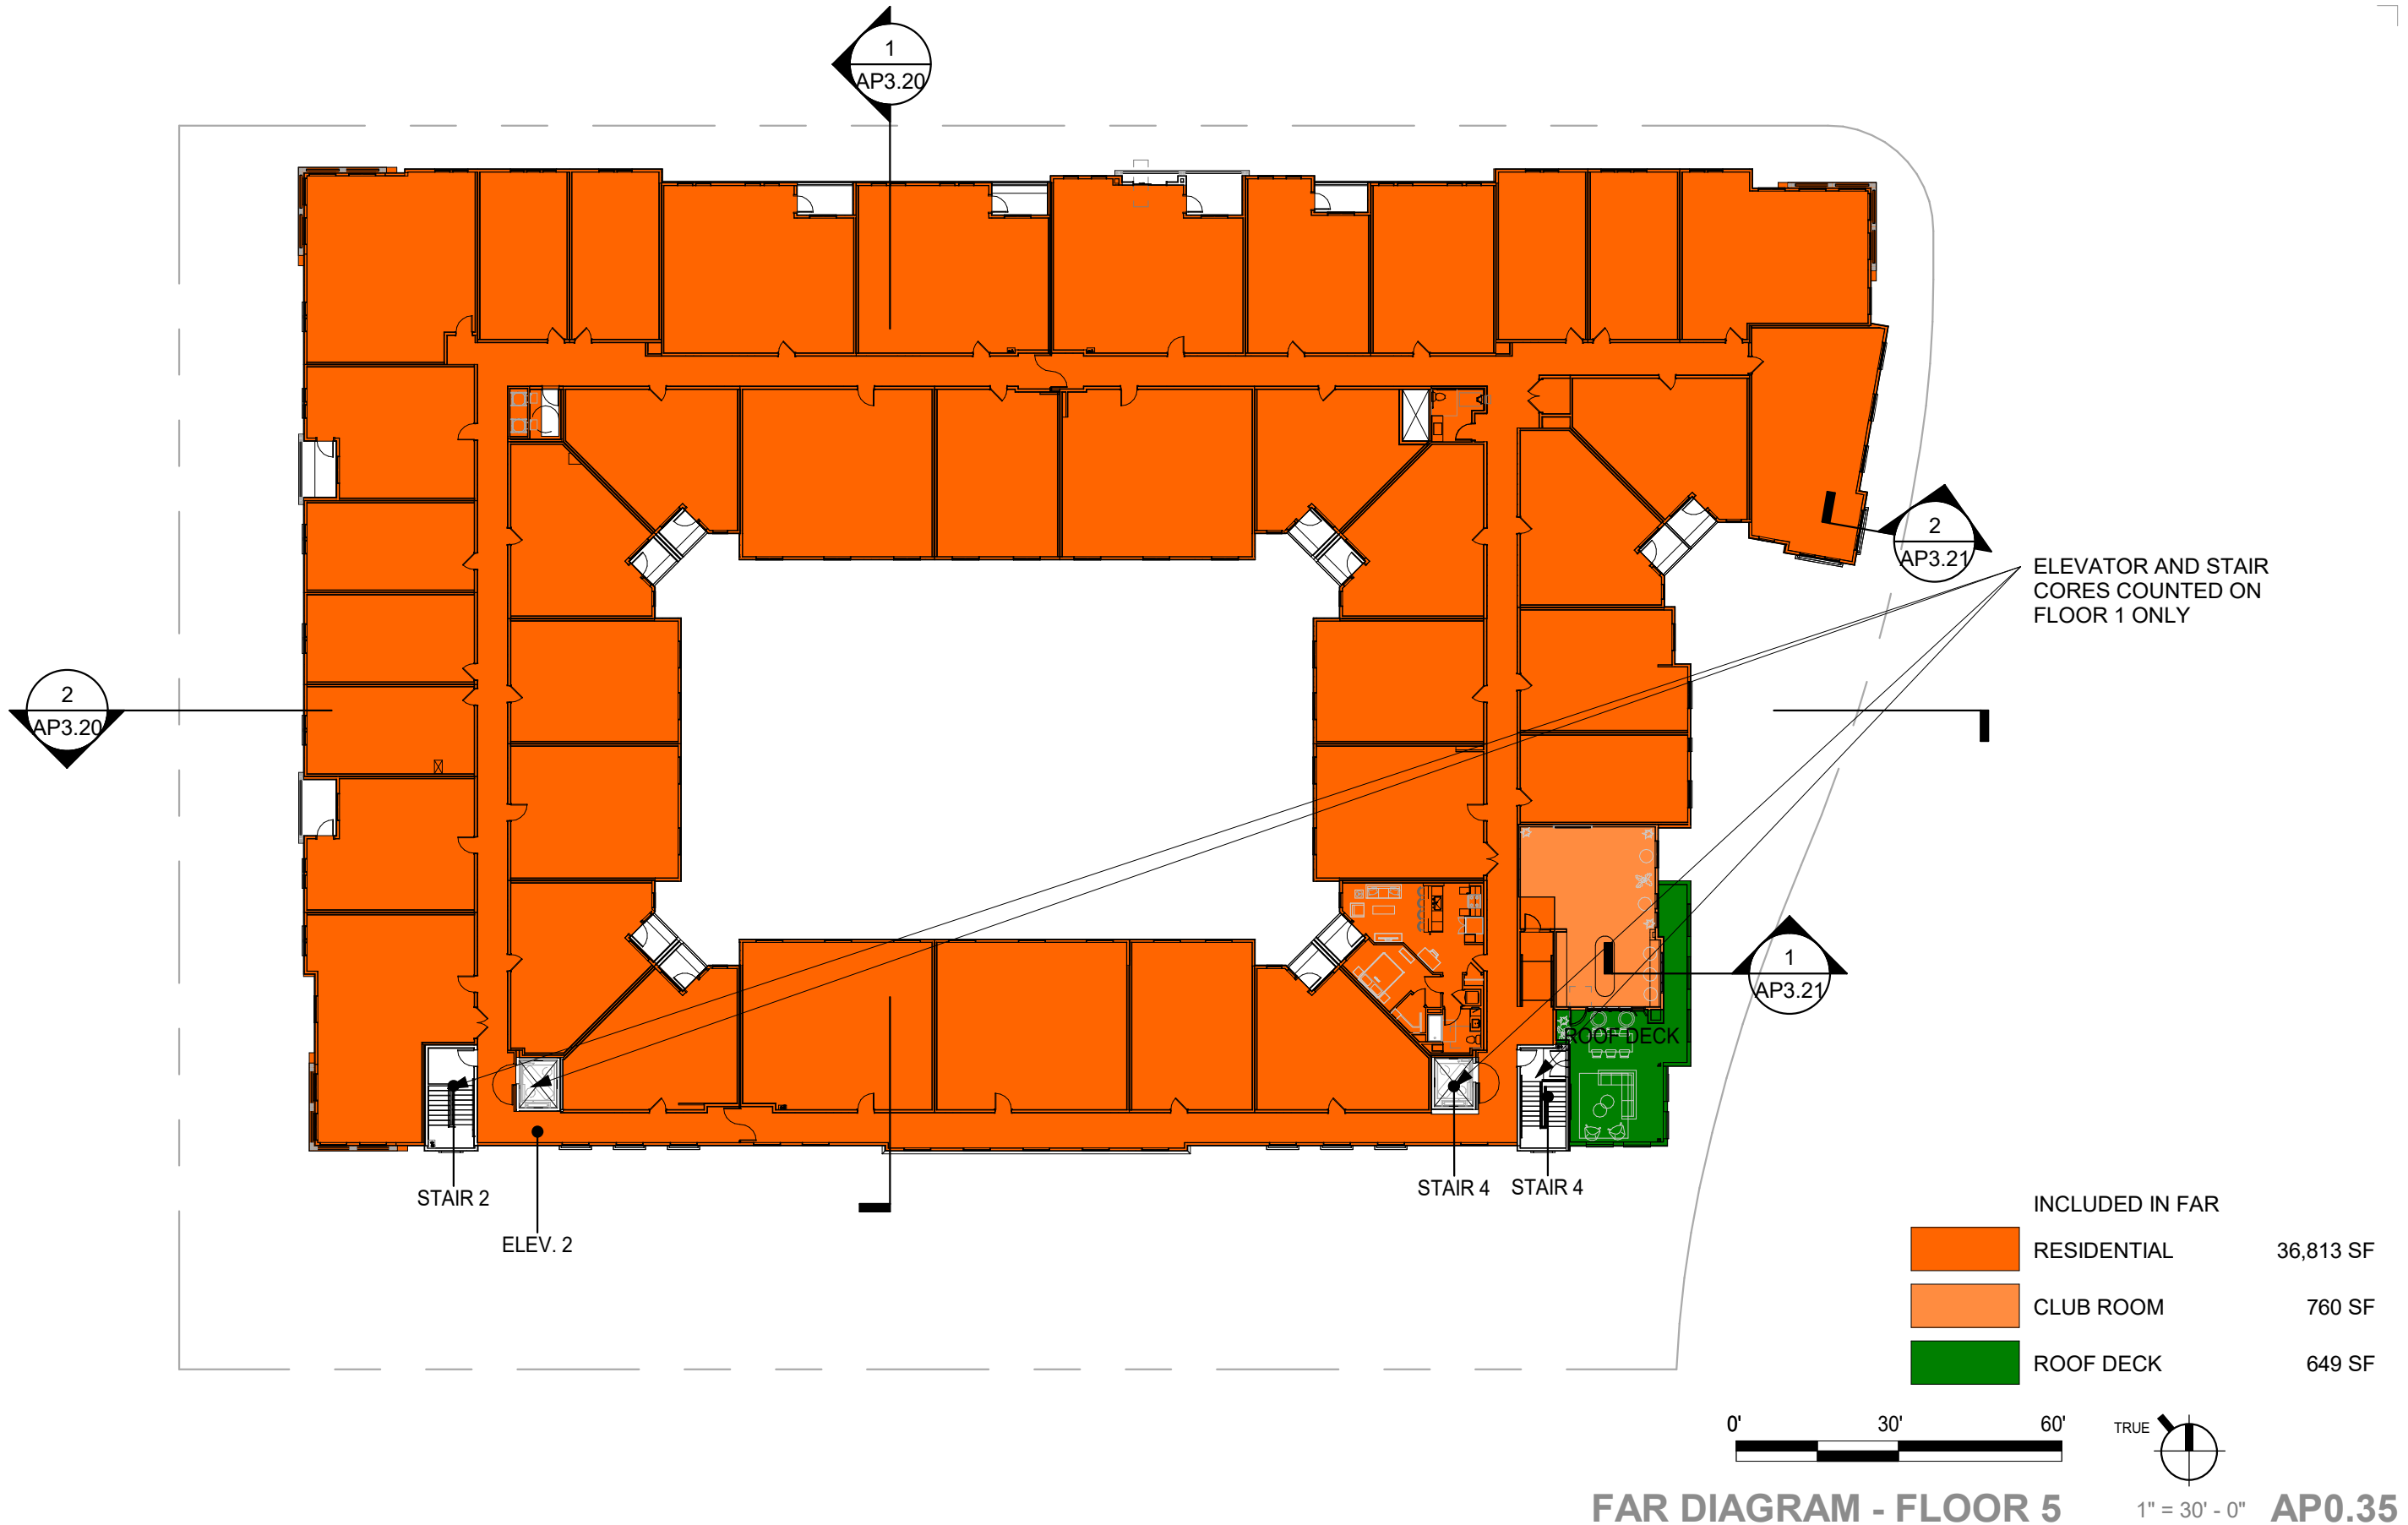 1
AP3.20
2
AP3.21
ELEVATOR AND STAIR
CORES COUNTED ON
FLOOR 1 ONLY
2
AP3.20
1
AP3.21
ROOF DECK
STAIR 2
ELEV. 2
STAIR 4
STAIR 4
INCLUDED IN FAR
RESIDENTIAL 36,813 SF
CLUB ROOM 760 SF
ROOF DECK 649 SF
0' 30' 60'
TRUE
FAR DIAGRAM - FLOOR 5
1" = 30' - 0"
AP0.35